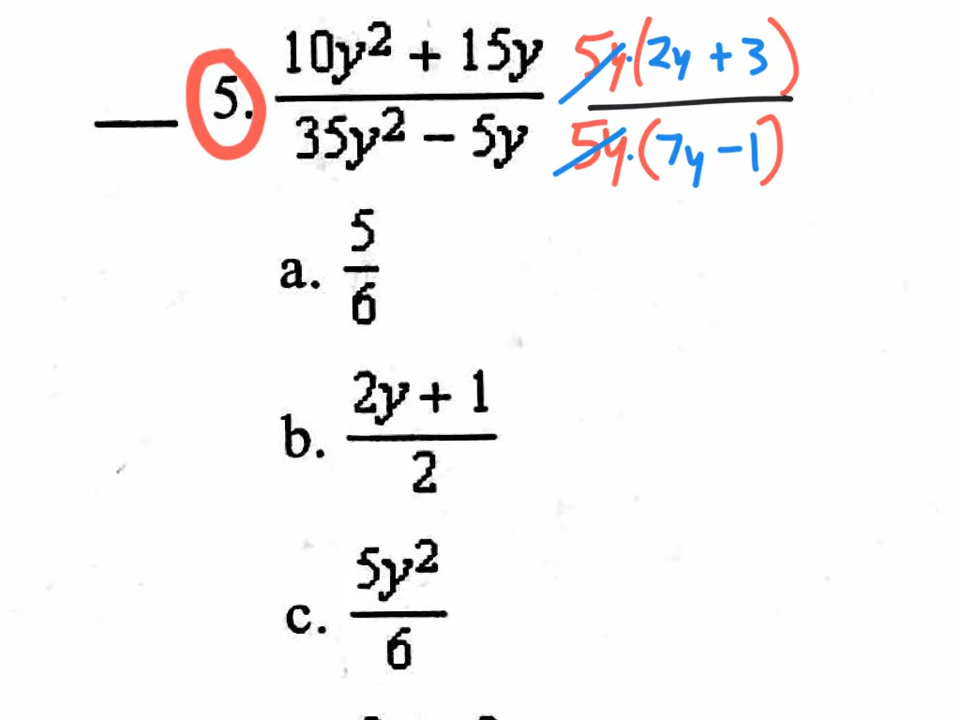 5. 10y² + 15y / 35y² – 5y 5y·(2y + 3) / 5y·(7y – 1)
a. 5/6
b. 2y + 1 / 2
c. 5y² / 6